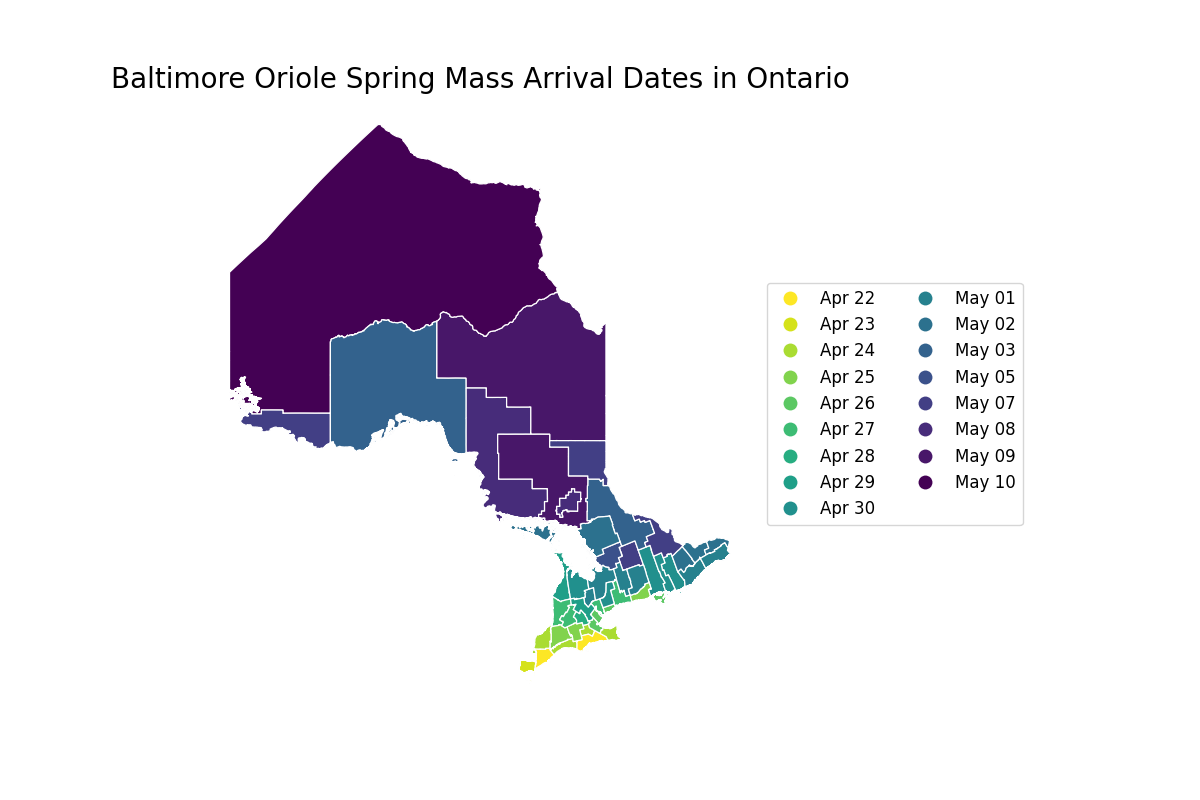 Baltimore Oriole Spring Mass Arrival Dates in Ontario
Apr 22
Apr 23
Apr 24
Apr 25
Apr 26
Apr 27
Apr 28
Apr 29
Apr 30
May 01
May 02
May 03
May 05
May 07
May 08
May 09
May 10